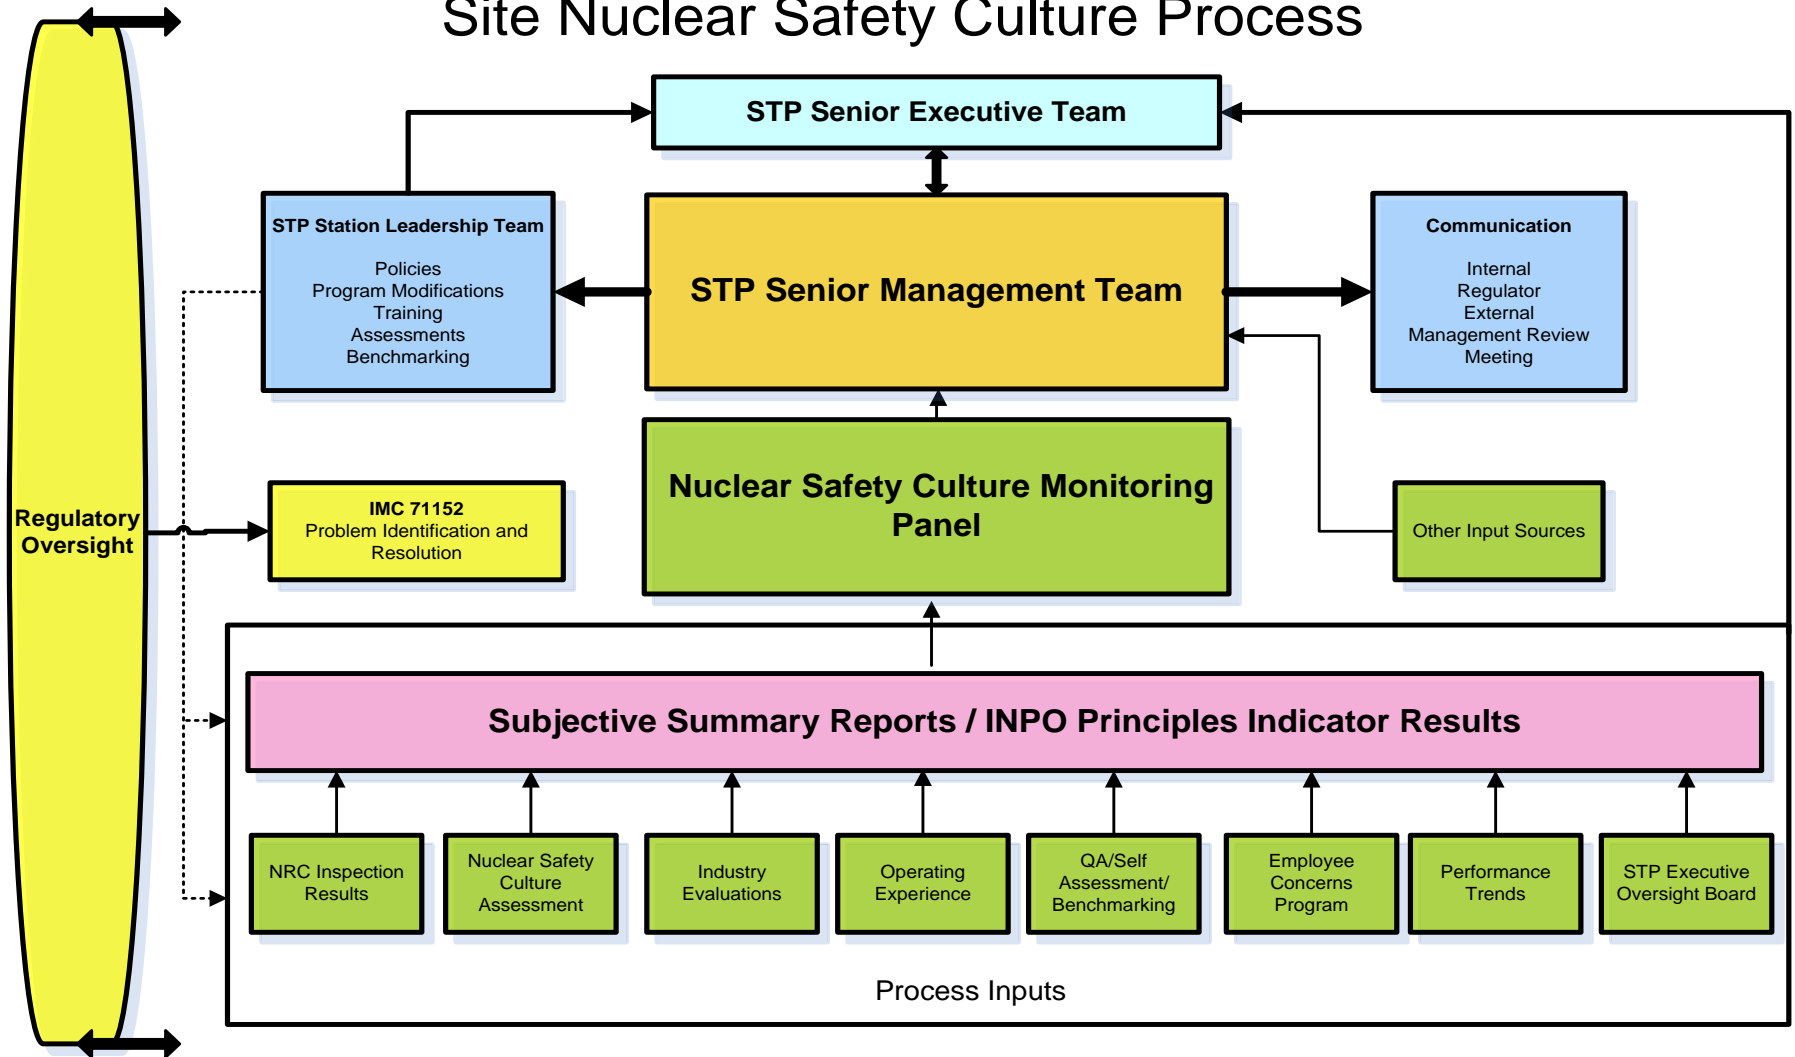 Site Nuclear Safety Culture Process
STP Senior Executive Team
STP Station Leadership Team
Policies
Program Modifications
Training
Assessments
Benchmarking
STP Senior Management Team
Communication
Internal
Regulator
External
Management Review
Meeting
Regulatory
Oversight
IMC 71152
Problem Identification and
Resolution
Nuclear Safety Culture Monitoring
Panel
Other Input Sources
Subjective Summary Reports / INPO Principles Indicator Results
NRC Inspection
Results
Nuclear Safety
Culture
Assessment
Industry
Evaluations
Operating
Experience
QA/Self
Assessment/
Benchmarking
Employee
Concerns
Program
Performance
Trends
STP Executive
Oversight Board
Process Inputs